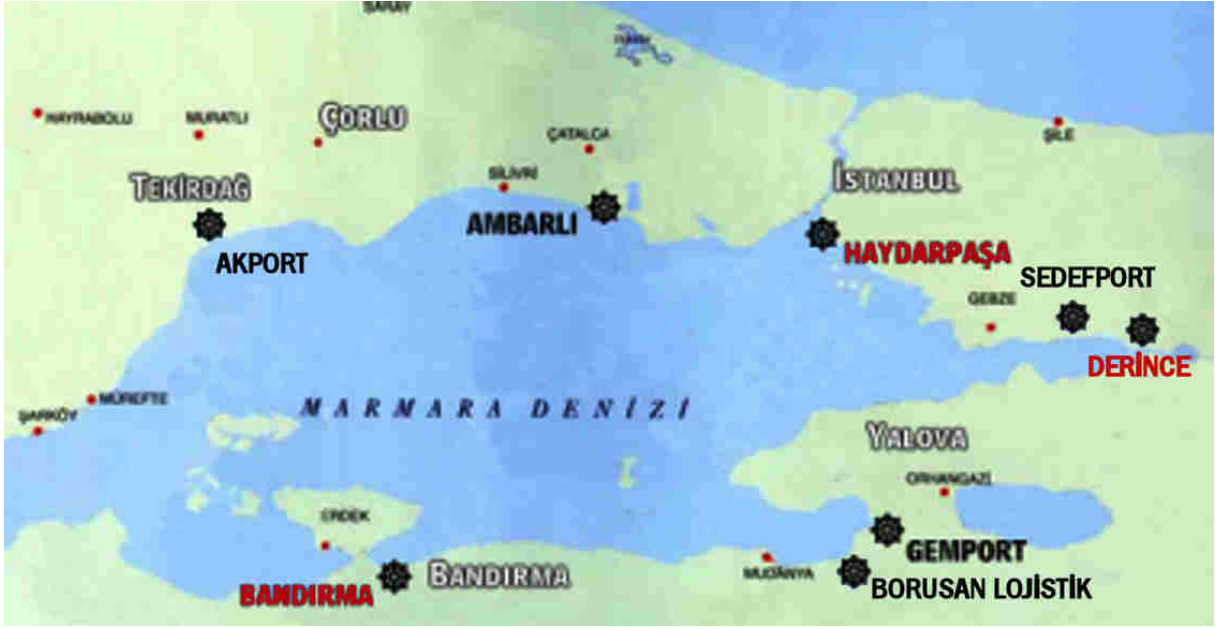 SARAY
HAYRABOLU
MURATLI
ÇORLU
ÇATALCA
ŞİLE
TEKİRDAĞ
SİLİVRİ
İSTANBUL
AMBARLI
HAYDARPAŞA
AKPORT
SEDEFPORT
GEBZE
DERİNCE
MÜREFTE
ŞARKÖY
MARMARA DENİZİ
YALOVA
ORHANGAZİ
ERDEK
GEMPORT
BANDIRMA
BANDIRMA
MUDANYA
BORUSAN LOJİSTİK